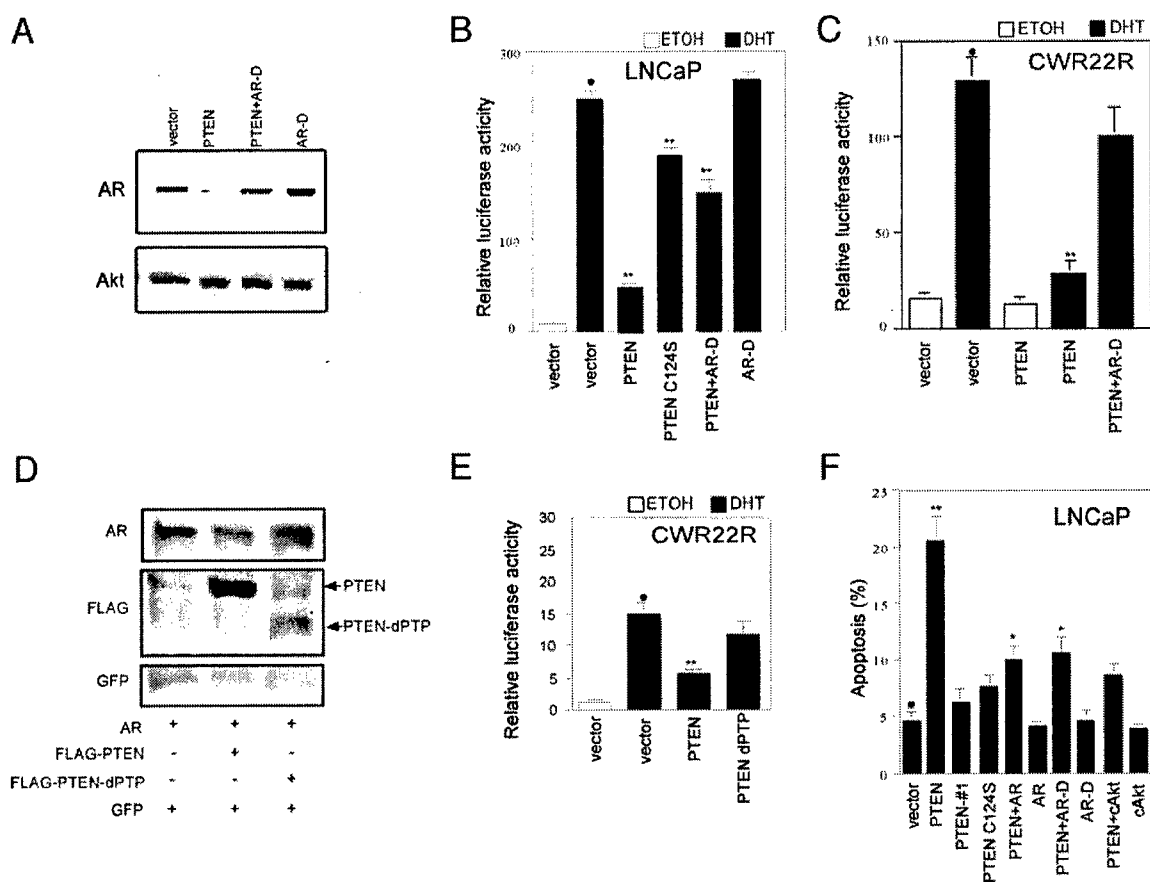 A
vector
PTEN
PTEN+AR-D
AR-D
AR
Akt
B
ETOH DHT
LNCaP
Relative luciferase acticity
300
200
100
0
vector
vector
PTEN
PTEN C124S
PTEN+AR-D
AR-D
C
ETOH DHT
CWR22R
Relative luciferase acticity
150
100
50
0
vector
vector
PTEN
PTEN
PTEN+AR-D
**
D
AR
FLAG
PTEN
PTEN-dPTP
GFP
AR + + +
FLAG-PTEN - + -
FLAG-PTEN-dPTP - - +
GFP + + +
E
ETOH DHT
CWR22R
Relative luciferase acticity
30
25
20
15
10
5
0
**
vector
vector
PTEN
PTEN dPTP
F
LNCaP
Apoptosis (%)
23
20
15
10
5
0
**
*
*
vector
PTEN
PTEN-#1
PTEN C124S
PTEN+AR
AR
PTEN+AR-D
AR-D
PTEN+cAkt
cAkt